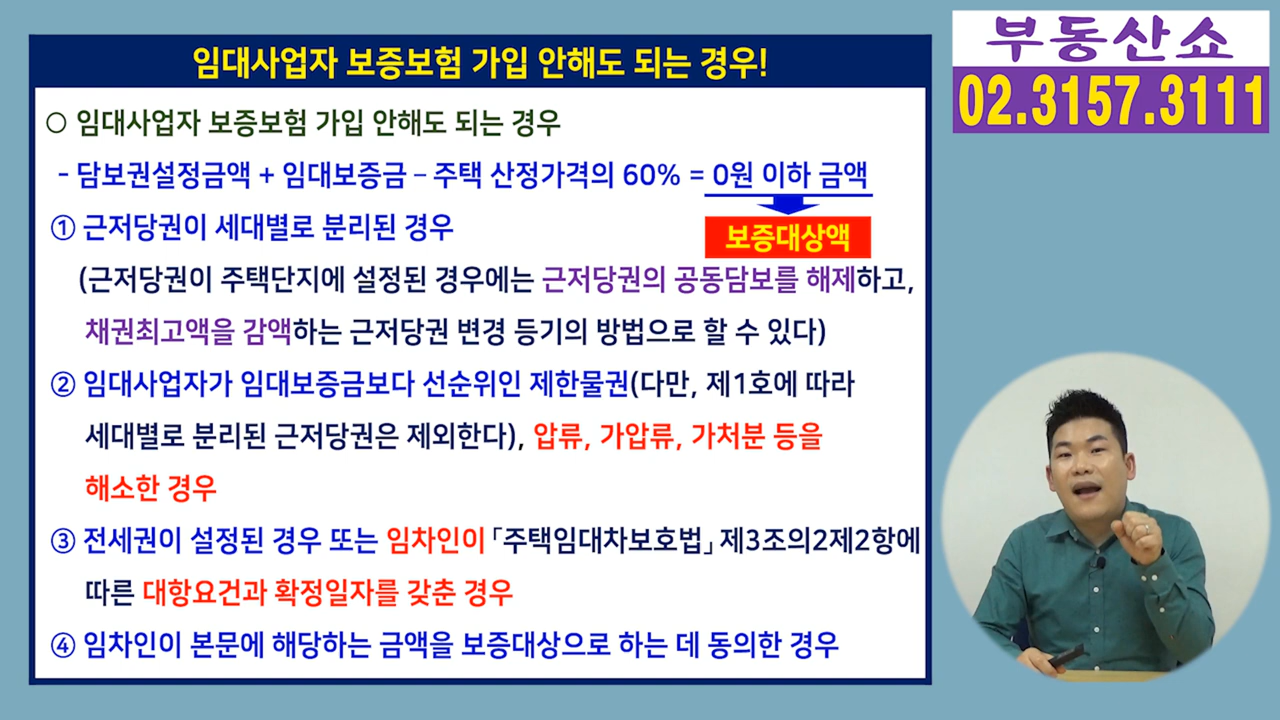 부동산쇼
02.3157.3111
임대사업자 보증보험 가입 안해도 되는 경우!
○ 임대사업자 보증보험 가입 안해도 되는 경우
- 담보권설정금액 + 임대보증금 – 주택 산정가격의 60% = 0원 이하 금액
보증대상액
① 근저당권이 세대별로 분리된 경우
(근저당권이 주택단지에 설정된 경우에는 근저당권의 공동담보를 해제하고,
채권최고액을 감액하는 근저당권 변경 등기의 방법으로 할 수 있다)
② 임대사업자가 임대보증금보다 선순위인 제한물권(다만, 제1호에 따라
세대별로 분리된 근저당권은 제외한다), 압류, 가압류, 가처분 등을
해소한 경우
③ 전세권이 설정된 경우 또는 임차인이 「주택임대차보호법」 제3조의2제2항에
따른 대항요건과 확정일자를 갖춘 경우
④ 임차인이 본문에 해당하는 금액을 보증대상으로 하는 데 동의한 경우